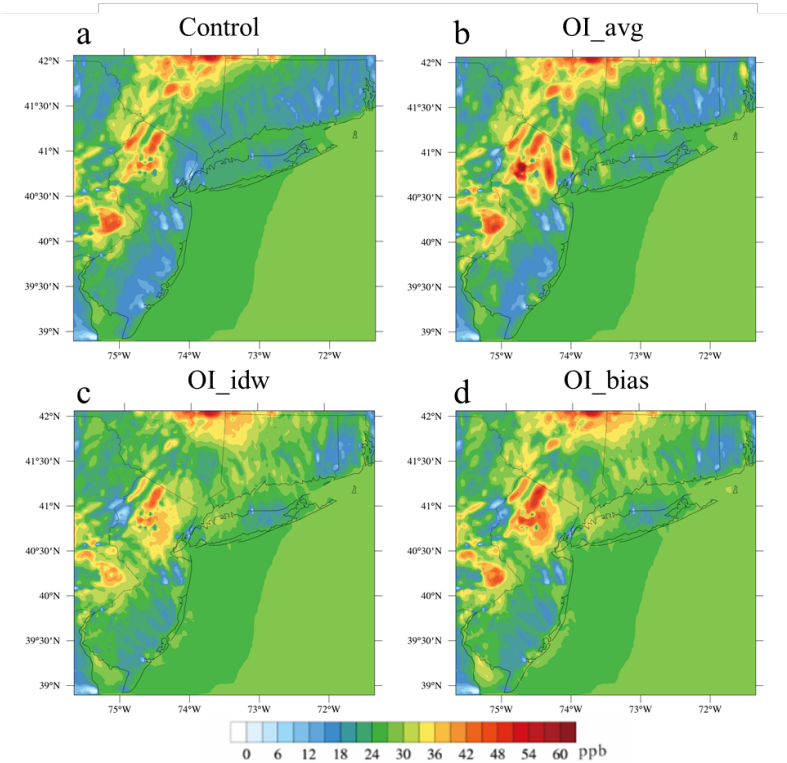 a Control
b OI_avg
42°N 42°N
41°30'N 41°30'N
41°N 41°N
40°30'N 40°30'N
40°N 40°N
39°30'N 39°30'N
39°N 39°N
75°W 74°W 73°W 72°W 75°W 74°W 73°W 72°W
c OI_idw
d OI_bias
42°N 42°N
41°30'N 41°30'N
41°N 41°N
40°30'N 40°30'N
40°N 40°N
39°30'N 39°30'N
39°N 39°N
75°W 74°W 73°W 72°W 75°W 74°W 73°W 72°W
0 6 12 18 24 30 36 42 48 54 60 ppb